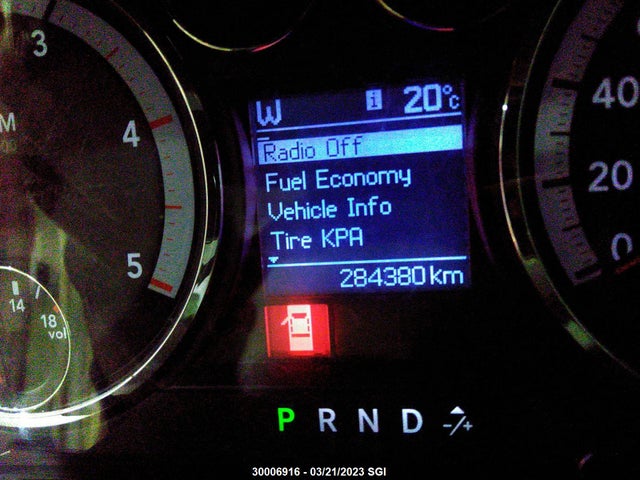 3
4
5
14
18
vol
W i 20°C
Radio Off
Fuel Economy
Vehicle Info
Tire KPA
284380 km
P R N D -/+
40
20
0
30006916 - 03/21/2023 SGI